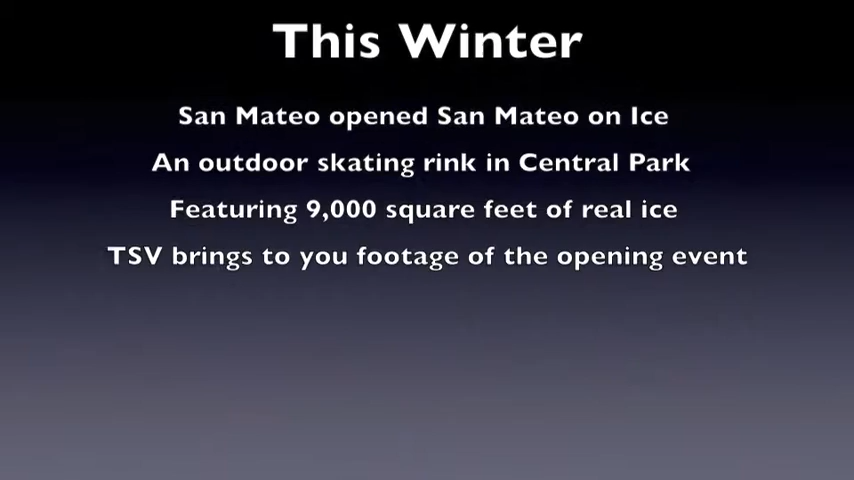 This Winter
San Mateo opened San Mateo on Ice
An outdoor skating rink in Central Park
Featuring 9,000 square feet of real ice
TSV brings to you footage of the opening event